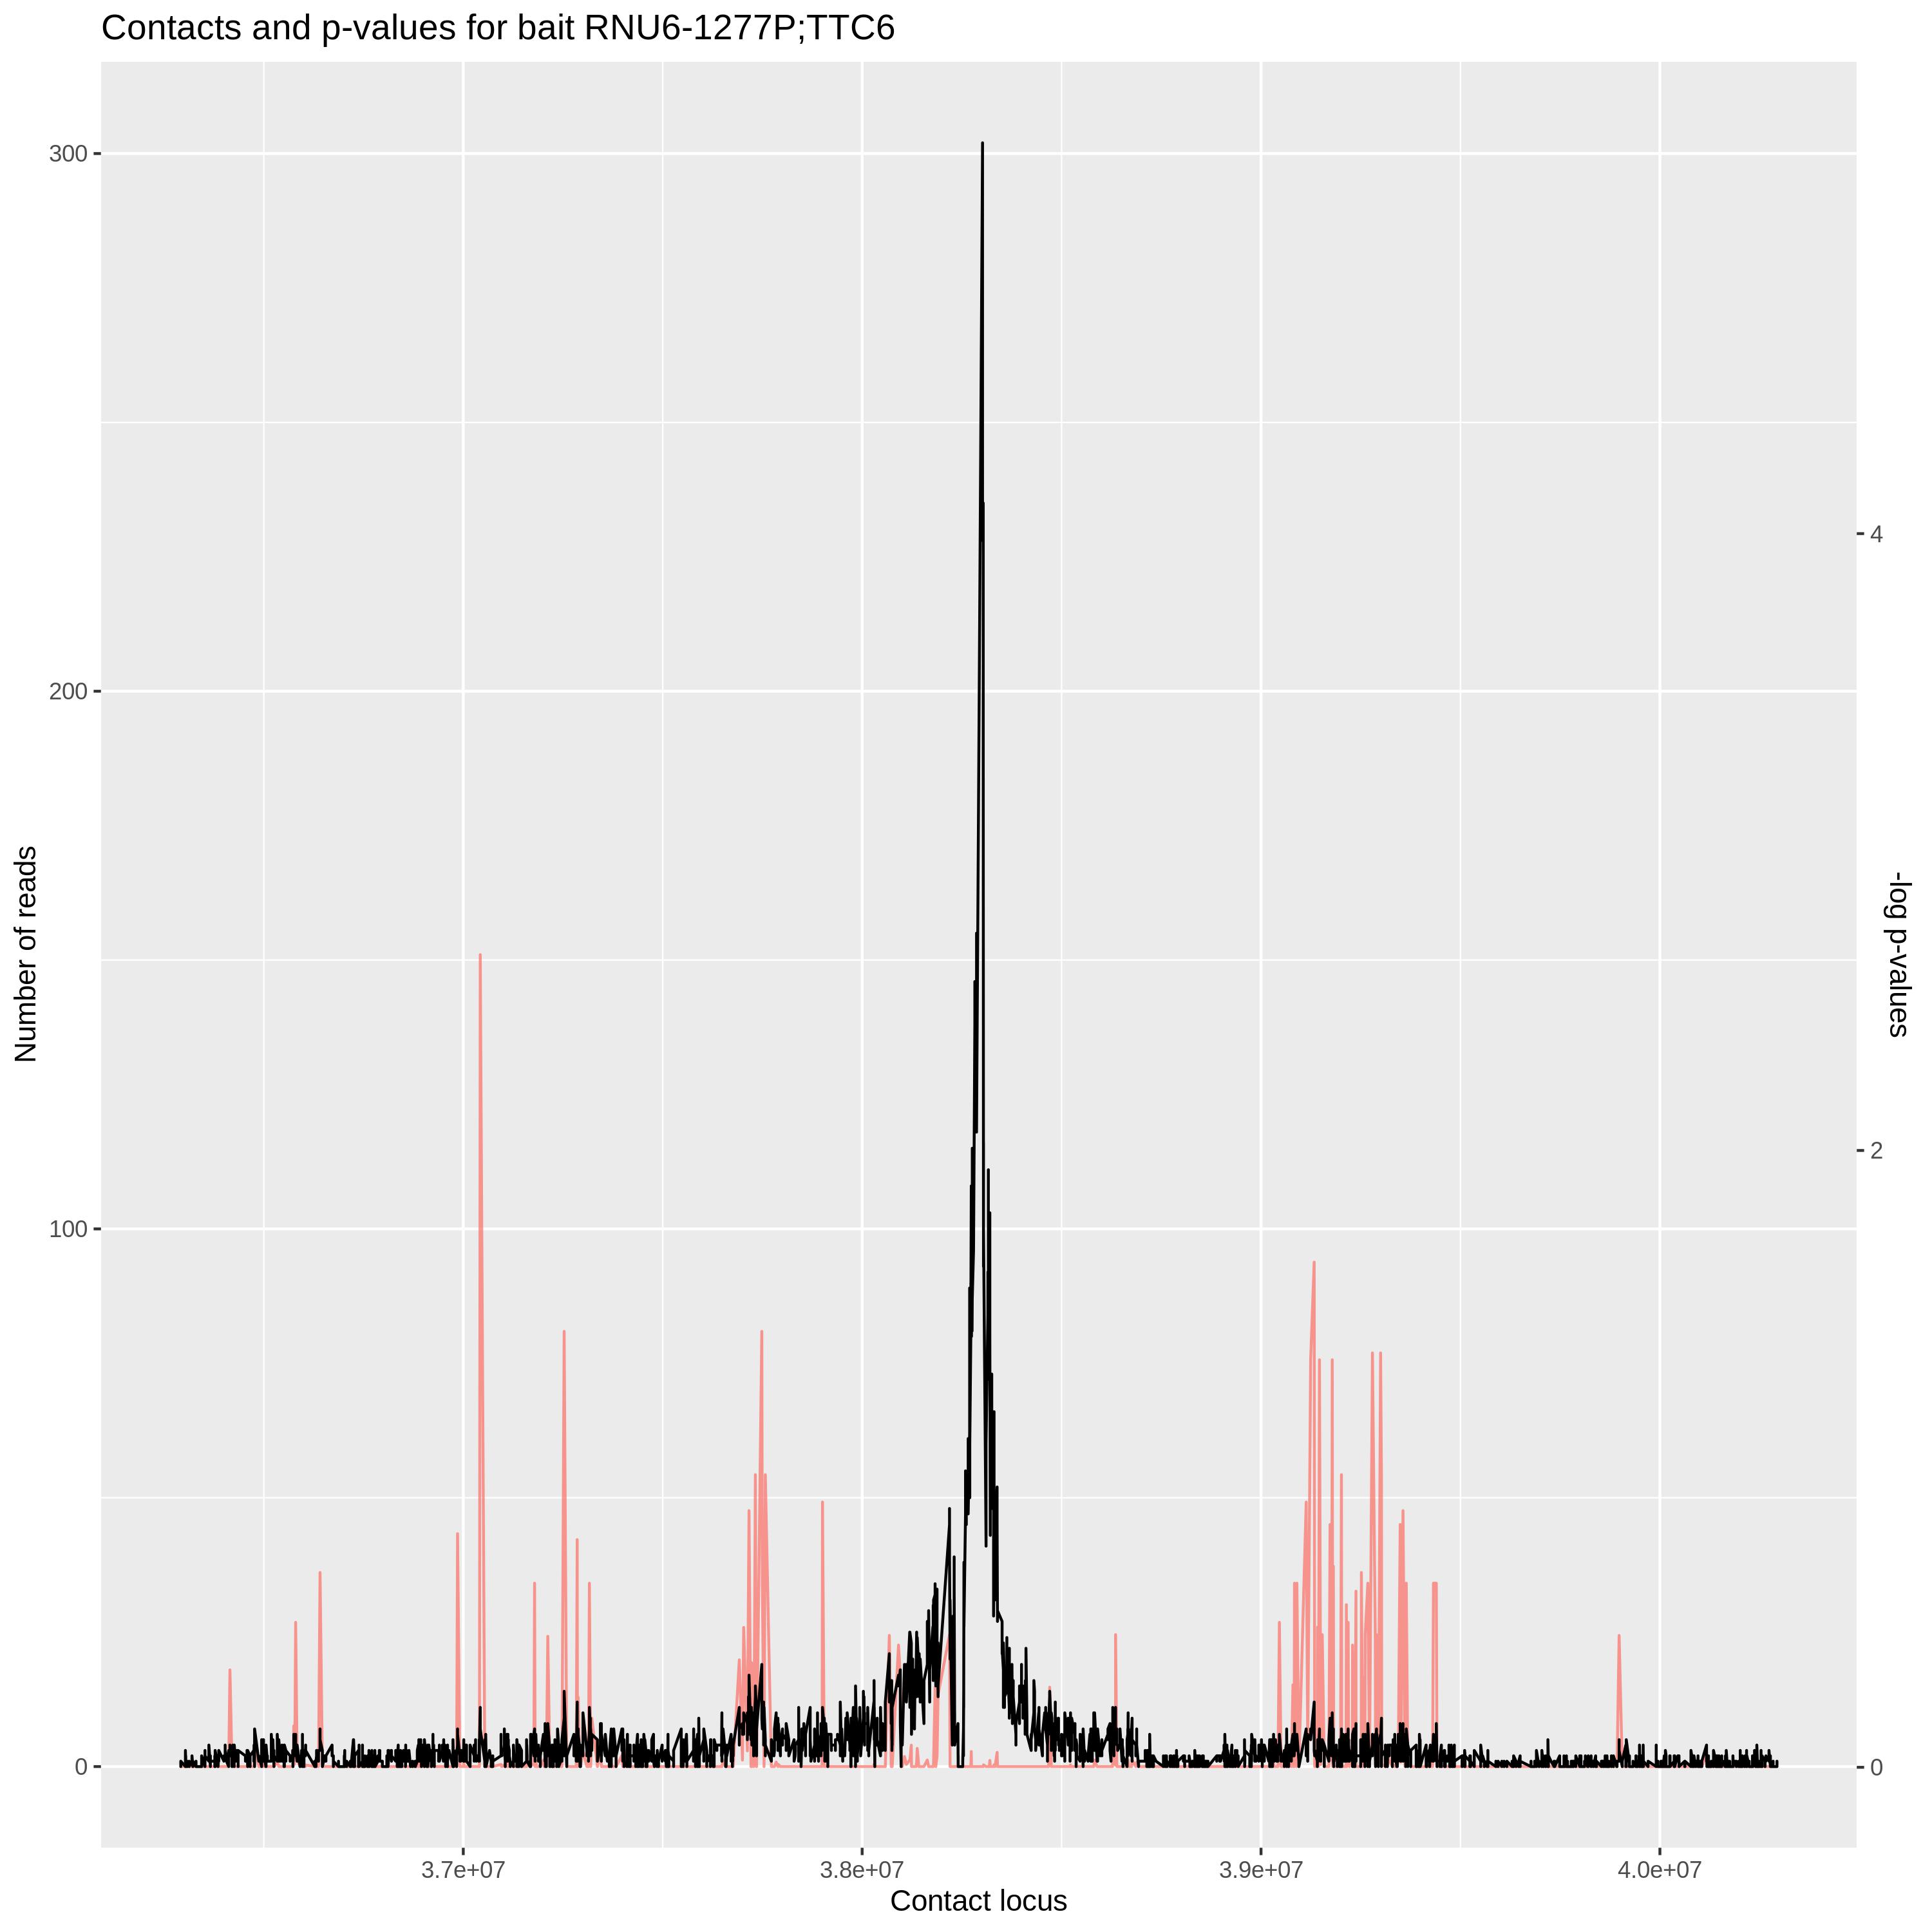 Contacts and p-values for bait RNU6-1277P;TTC6
300
200
100
0
Number of reads
4
2
0
-log p-values
3.7e+07
3.8e+07
3.9e+07
4.0e+07
Contact locus